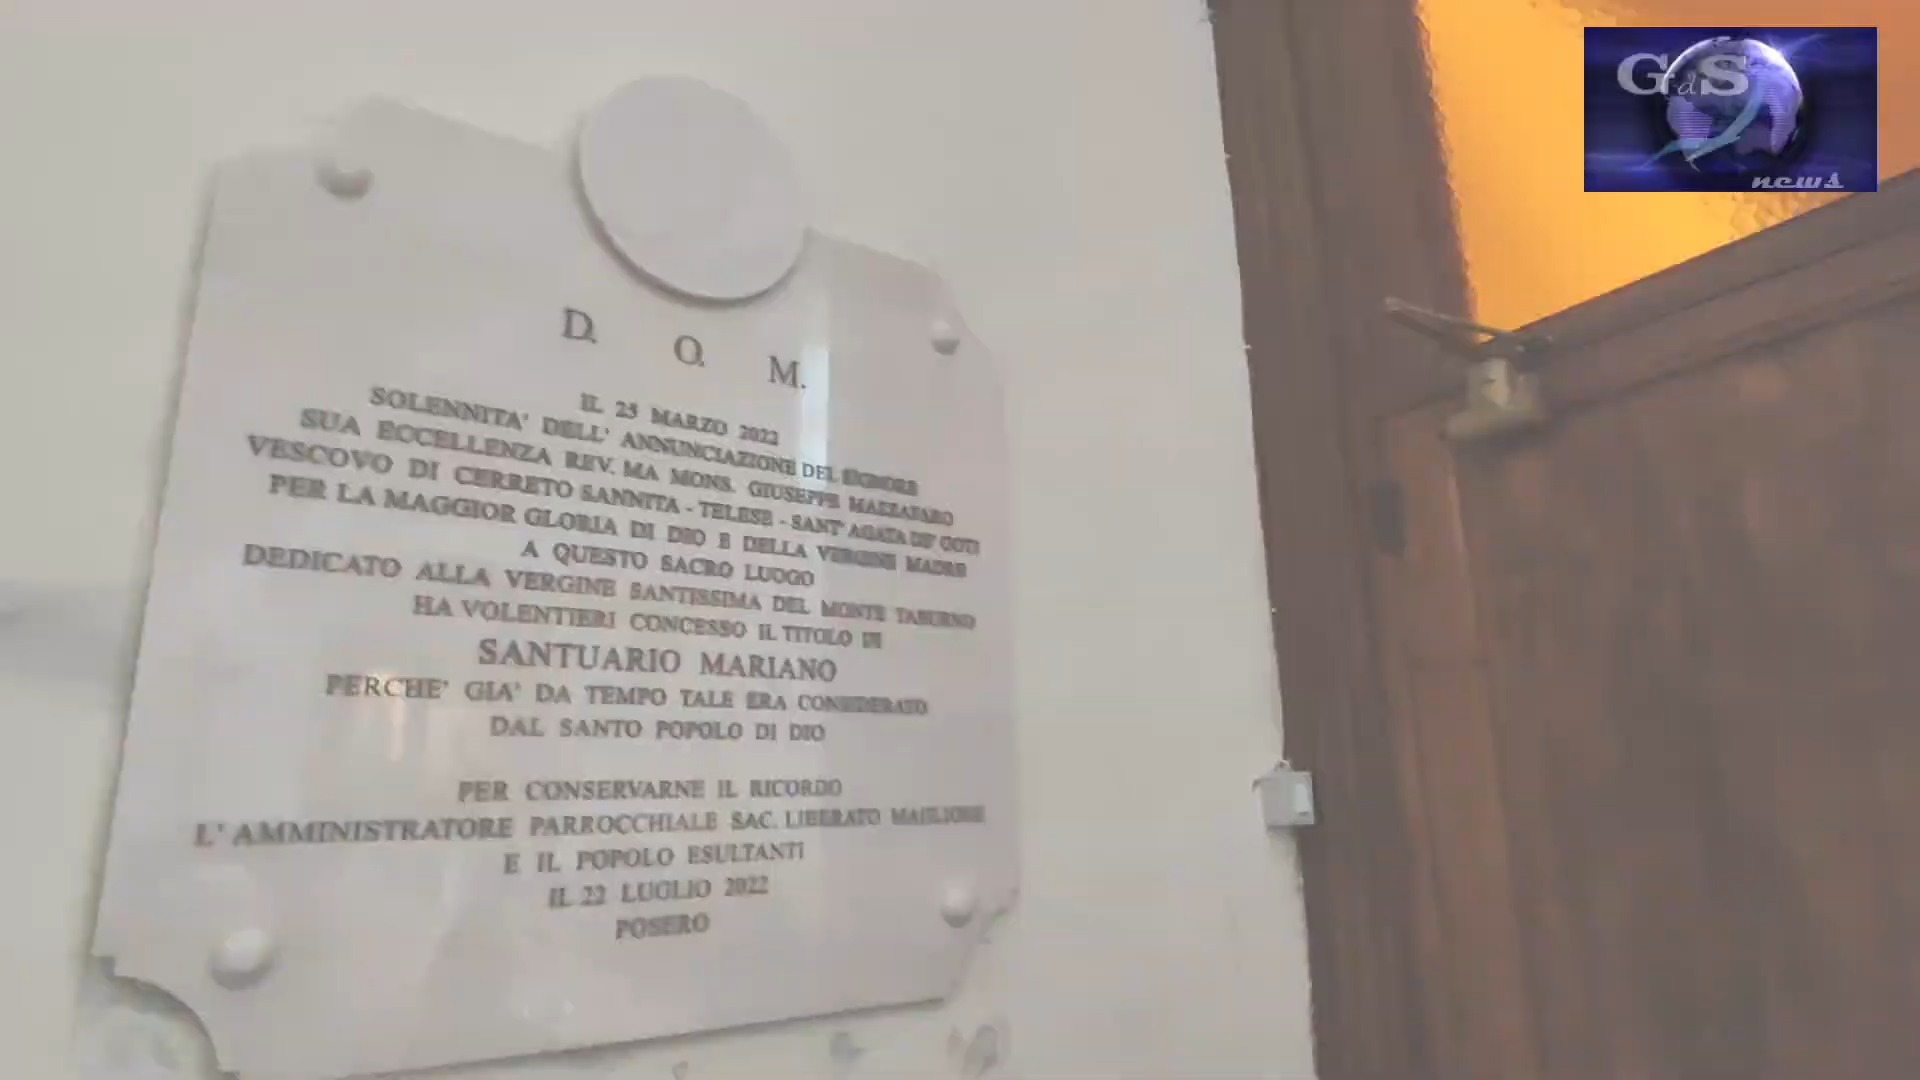 GdS
news
D. O. M.
IL 25 MARZO 2022
SOLENNITA' DELL' ANNUNCIAZIONE DEL SIGNORE
SUA ECCELLENZA REV. MA MONS. GIUSEPPE MAZZAFARO
VESCOVO DI CERRETO SANNITA - TELESE - SANT' AGATA DE' GOTI
PER LA MAGGIOR GLORIA DI DIO E DELLA VERGINE MADRE
A QUESTO SACRO LUOGO
DEDICATO ALLA VERGINE SANTISSIMA DEL MONTE TABURNO
HA VOLENTIERI CONCESSO IL TITOLO DI
SANTUARIO MARIANO
PERCHE' GIA' DA TEMPO TALE ERA CONSIDERATO
DAL SANTO POPOLO DI DIO
PER CONSERVARNE IL RICORDO
L' AMMINISTRATORE PARROCCHIALE SAC. LIBERATO MAGLIONE
E IL POPOLO ESULTANTI
IL 22 LUGLIO 2022
POSERO